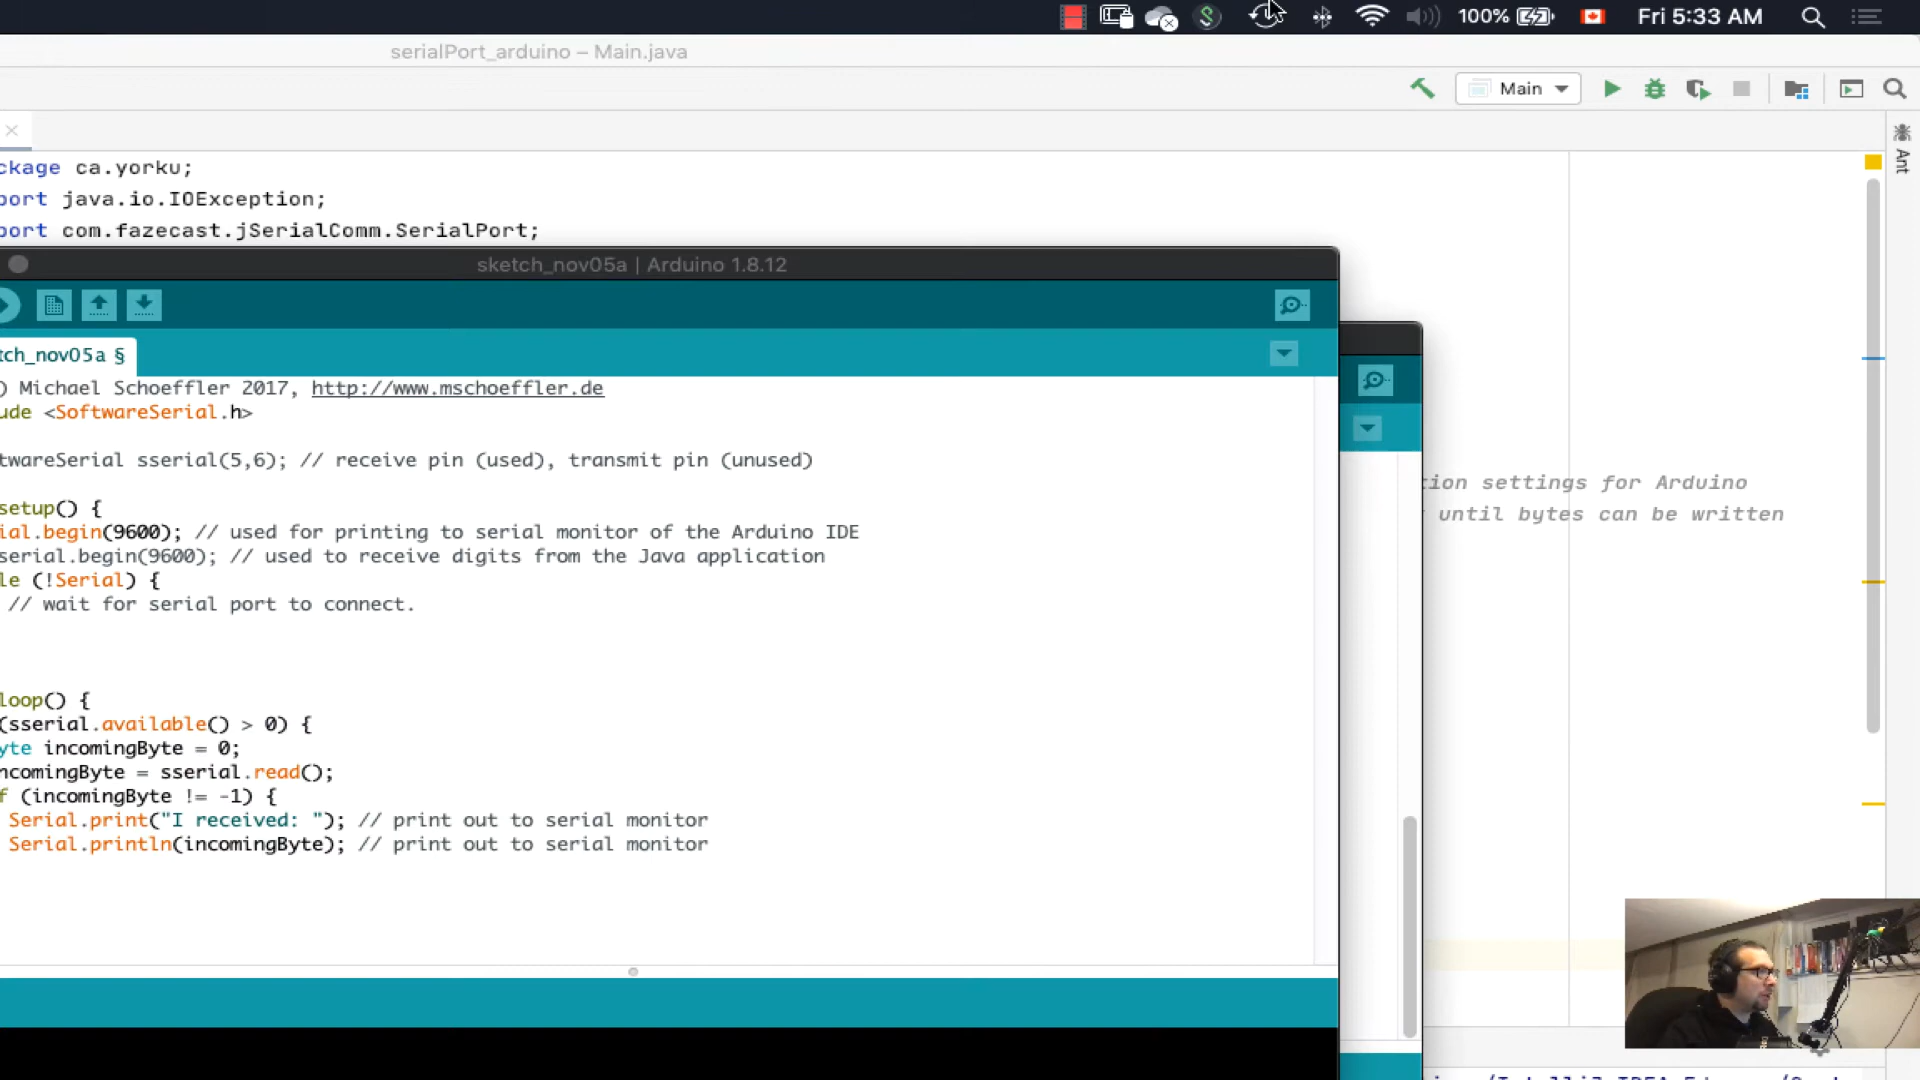 100% Fri 5:33 AM
serialPort_arduino – Main.java
Main
Ant
ckage ca.yorku;
port java.io.IOException;
port com.fazecast.jSerialComm.SerialPort;
sketch_nov05a | Arduino 1.8.12
tch_nov05a §
) Michael Schoeffler 2017, http://www.mschoeffler.de
ude <SoftwareSerial.h>
twareSerial sserial(5,6); // receive pin (used), transmit pin (unused)
tion settings for Arduino
setup() {
until bytes can be written
ial.begin(9600); // used for printing to serial monitor of the Arduino IDE
serial.begin(9600); // used to receive digits from the Java application
le (!Serial) {
// wait for serial port to connect.
loop() {
(sserial.available() > 0) {
yte incomingByte = 0;
ncomingByte = sserial.read();
f (incomingByte != -1) {
Serial.print("I received: "); // print out to serial monitor
Serial.println(incomingByte); // print out to serial monitor